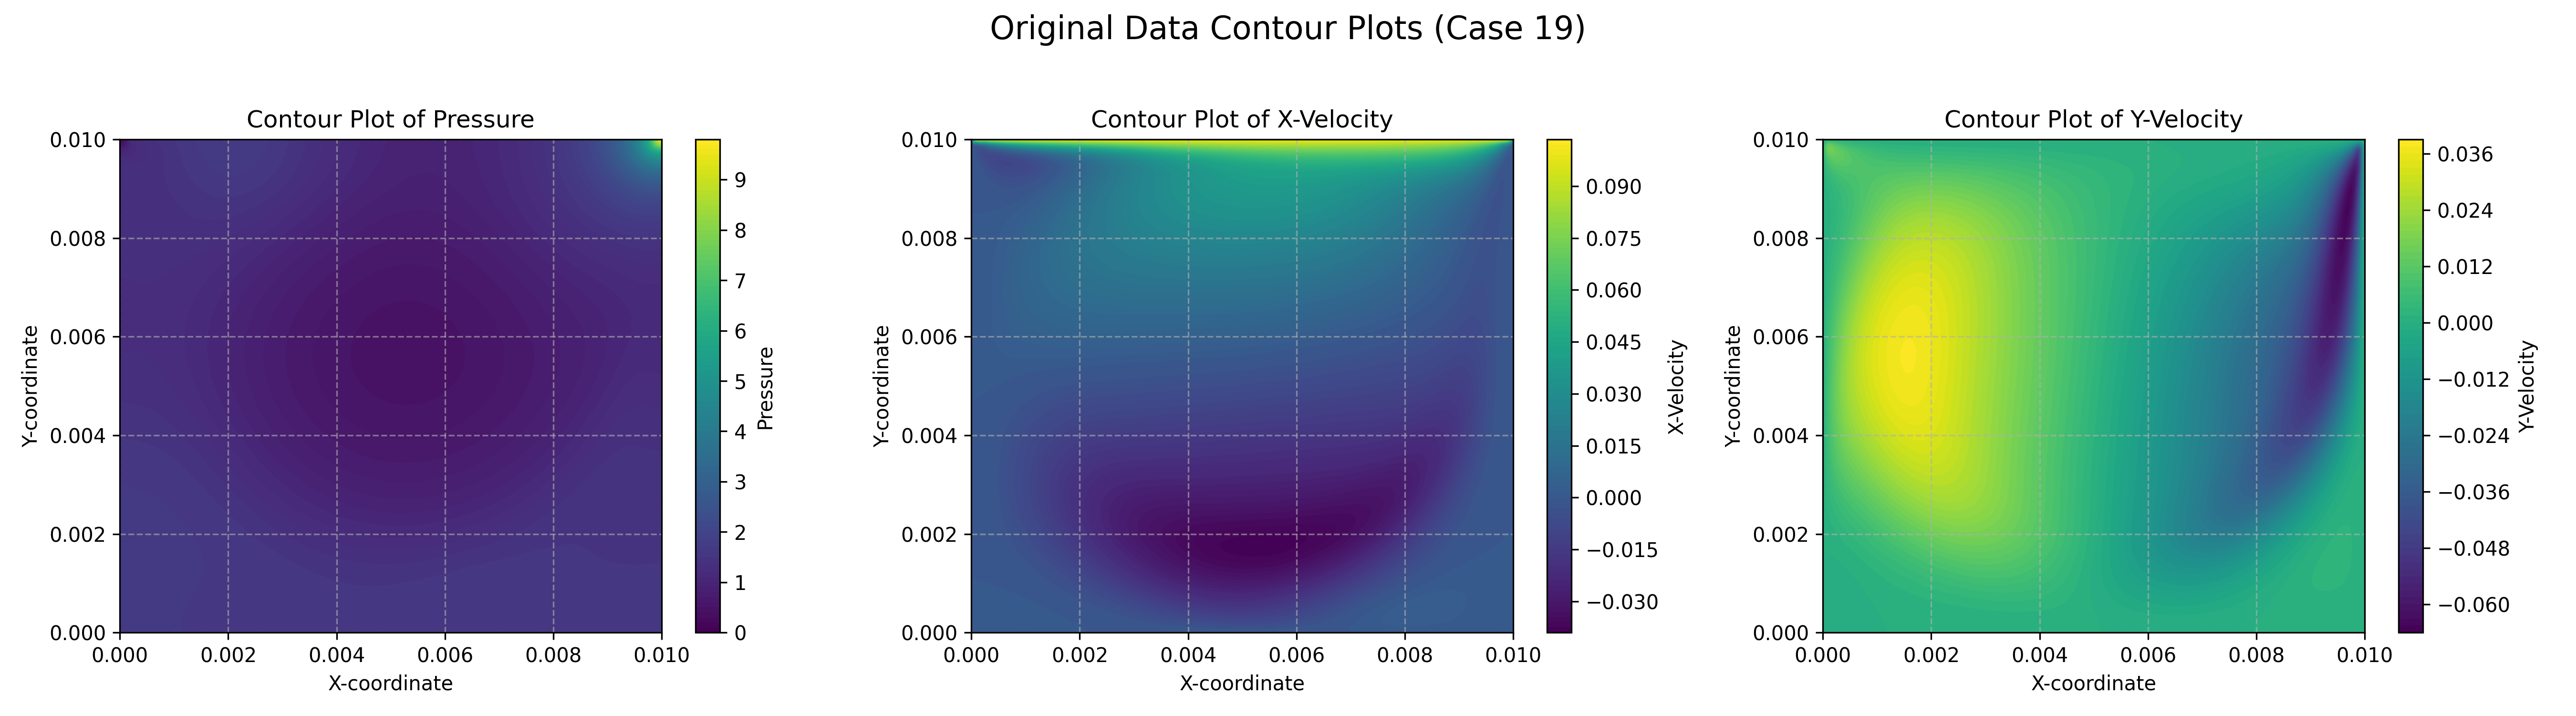 Original Data Contour Plots (Case 19)
Contour Plot of Pressure
0.010
0.008
0.006
0.004
0.002
0.000
Y-coordinate
0.000 0.002 0.004 0.006 0.008 0.010
X-coordinate
9
8
7
6
5
4
3
2
1
0
Pressure
Contour Plot of X-Velocity
0.010
0.008
0.006
0.004
0.002
0.000
Y-coordinate
0.000 0.002 0.004 0.006 0.008 0.010
X-coordinate
0.090
0.075
0.060
0.045
0.030
0.015
0.000
−0.015
−0.030
X-Velocity
Contour Plot of Y-Velocity
0.010
0.008
0.006
0.004
0.002
0.000
Y-coordinate
0.000 0.002 0.004 0.006 0.008 0.010
X-coordinate
0.036
0.024
0.012
0.000
−0.012
−0.024
−0.036
−0.048
−0.060
Y-Velocity